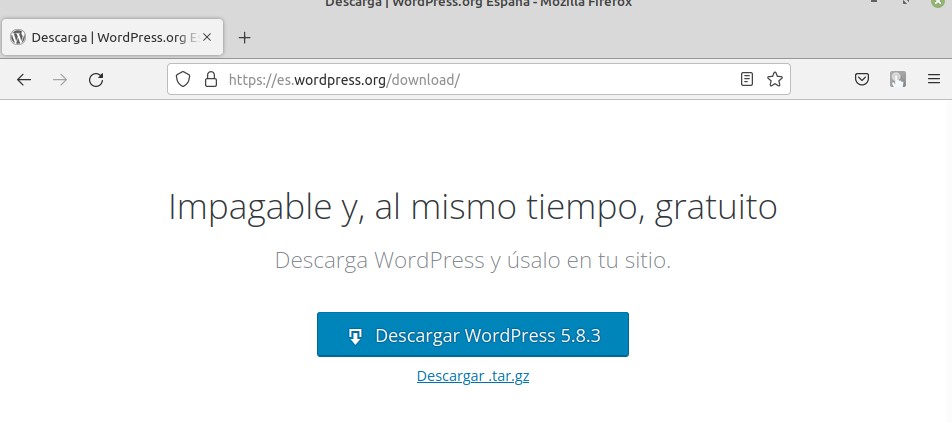 Descarga | WordPress.org España - Mozilla Firefox
Descarga | WordPress.org E
https://es.wordpress.org/download/
Impagable y, al mismo tiempo, gratuito
Descarga WordPress y úsalo en tu sitio.
Descargar WordPress 5.8.3
Descargar .tar.gz